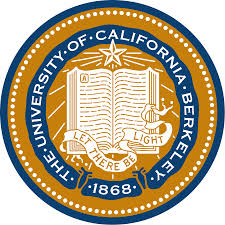 ·THE·UNIVERSITY·OF·CALIFORNIA·BERKELEY·
A
LET THERE BE LIGHT
·1868·